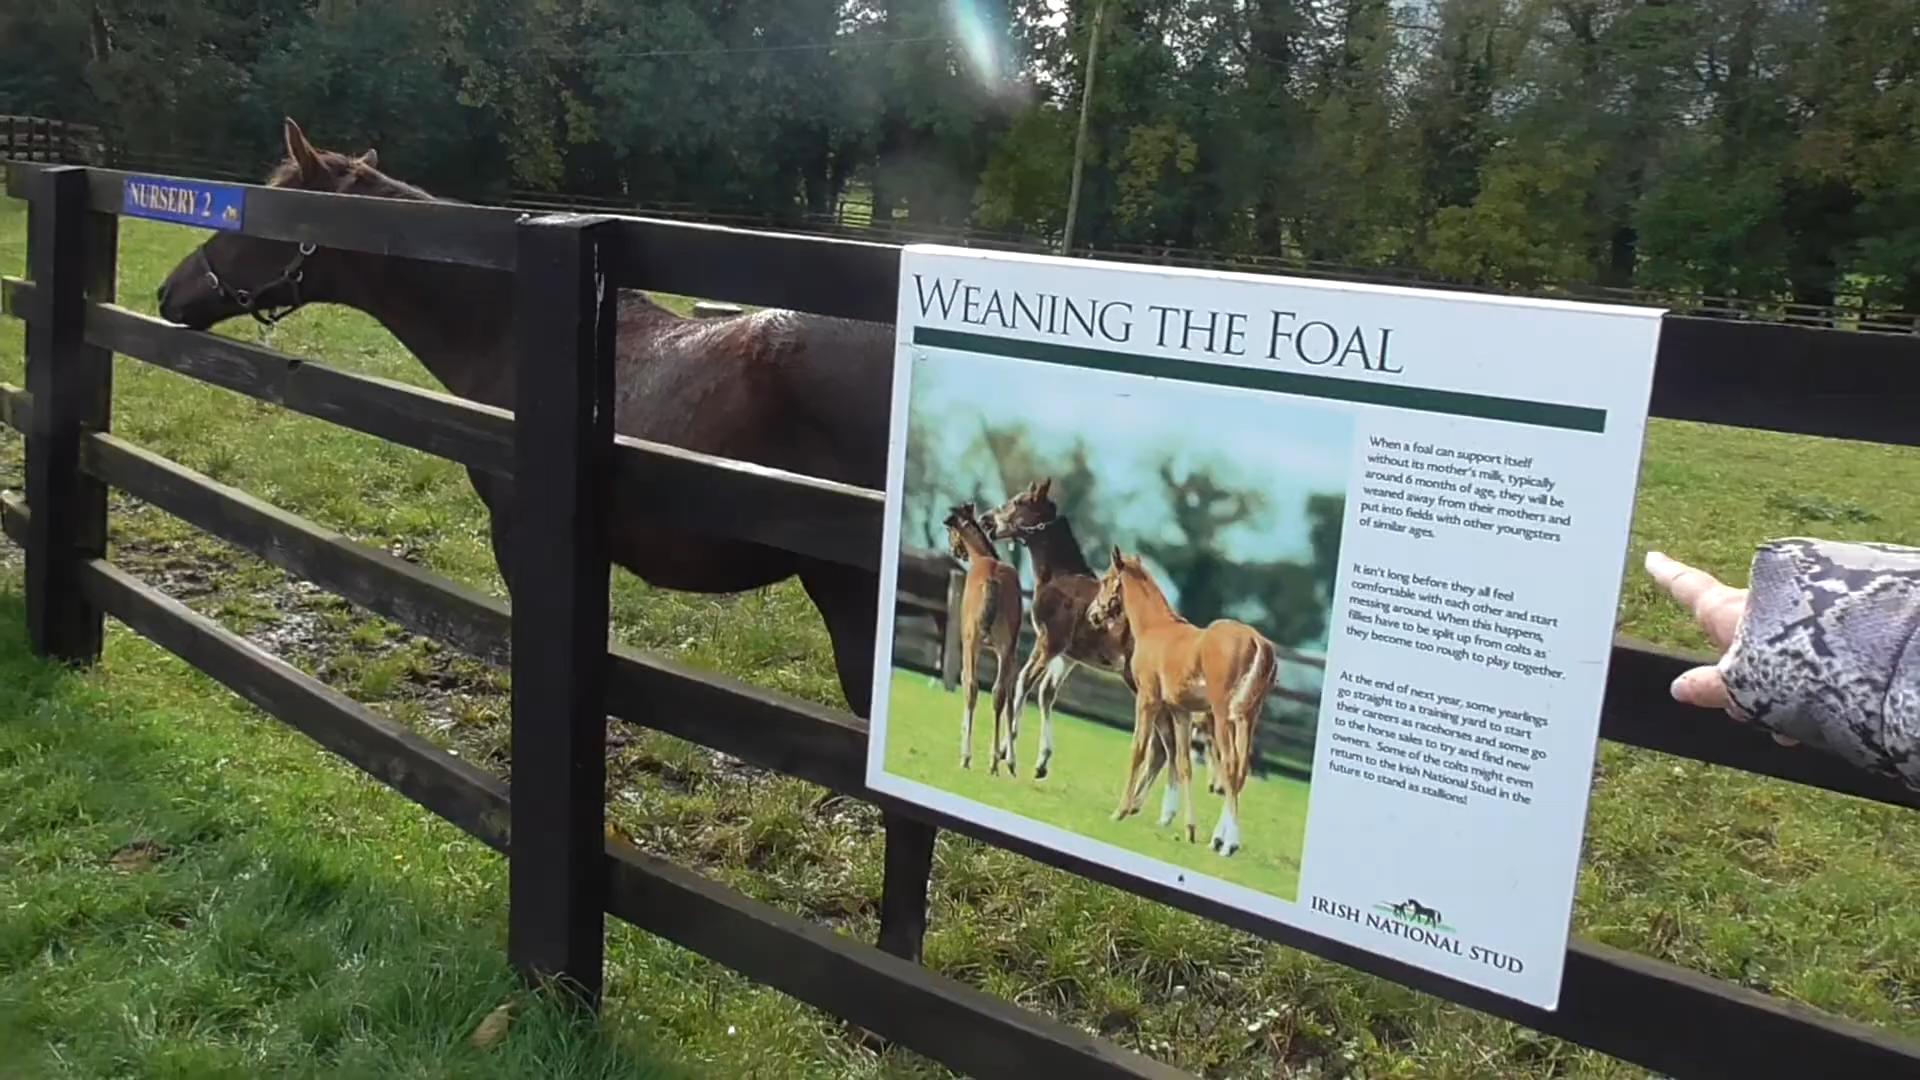 NURSERY 2
WEANING THE FOAL
When a foal can support itself
without its mother's milk, typically
around 6 months of age, they will be
weaned away from their mothers and
put into fields with other youngsters
of similar ages.
It isn't long before they all feel
comfortable with each other and start
messing around. When this happens,
fillies have to be split up from colts as
they become too rough to play together.
At the end of next year, some yearlings
go straight to a training yard to start
their careers as racehorses and some go
to the horse sales to try and find new
owners. Some of the colts might even
return to the Irish National Stud in the
future to stand as stallions!
IRISH NATIONAL STUD